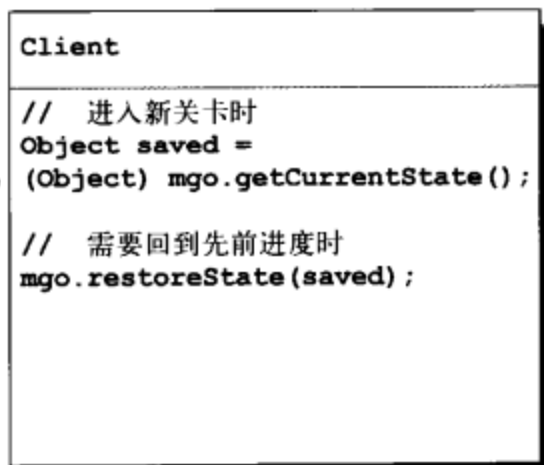 Client
// 进入新关卡时
Object saved =
(Object) mgo.getCurrentState();
// 需要回到先前进度时
mgo.restoreState(saved);